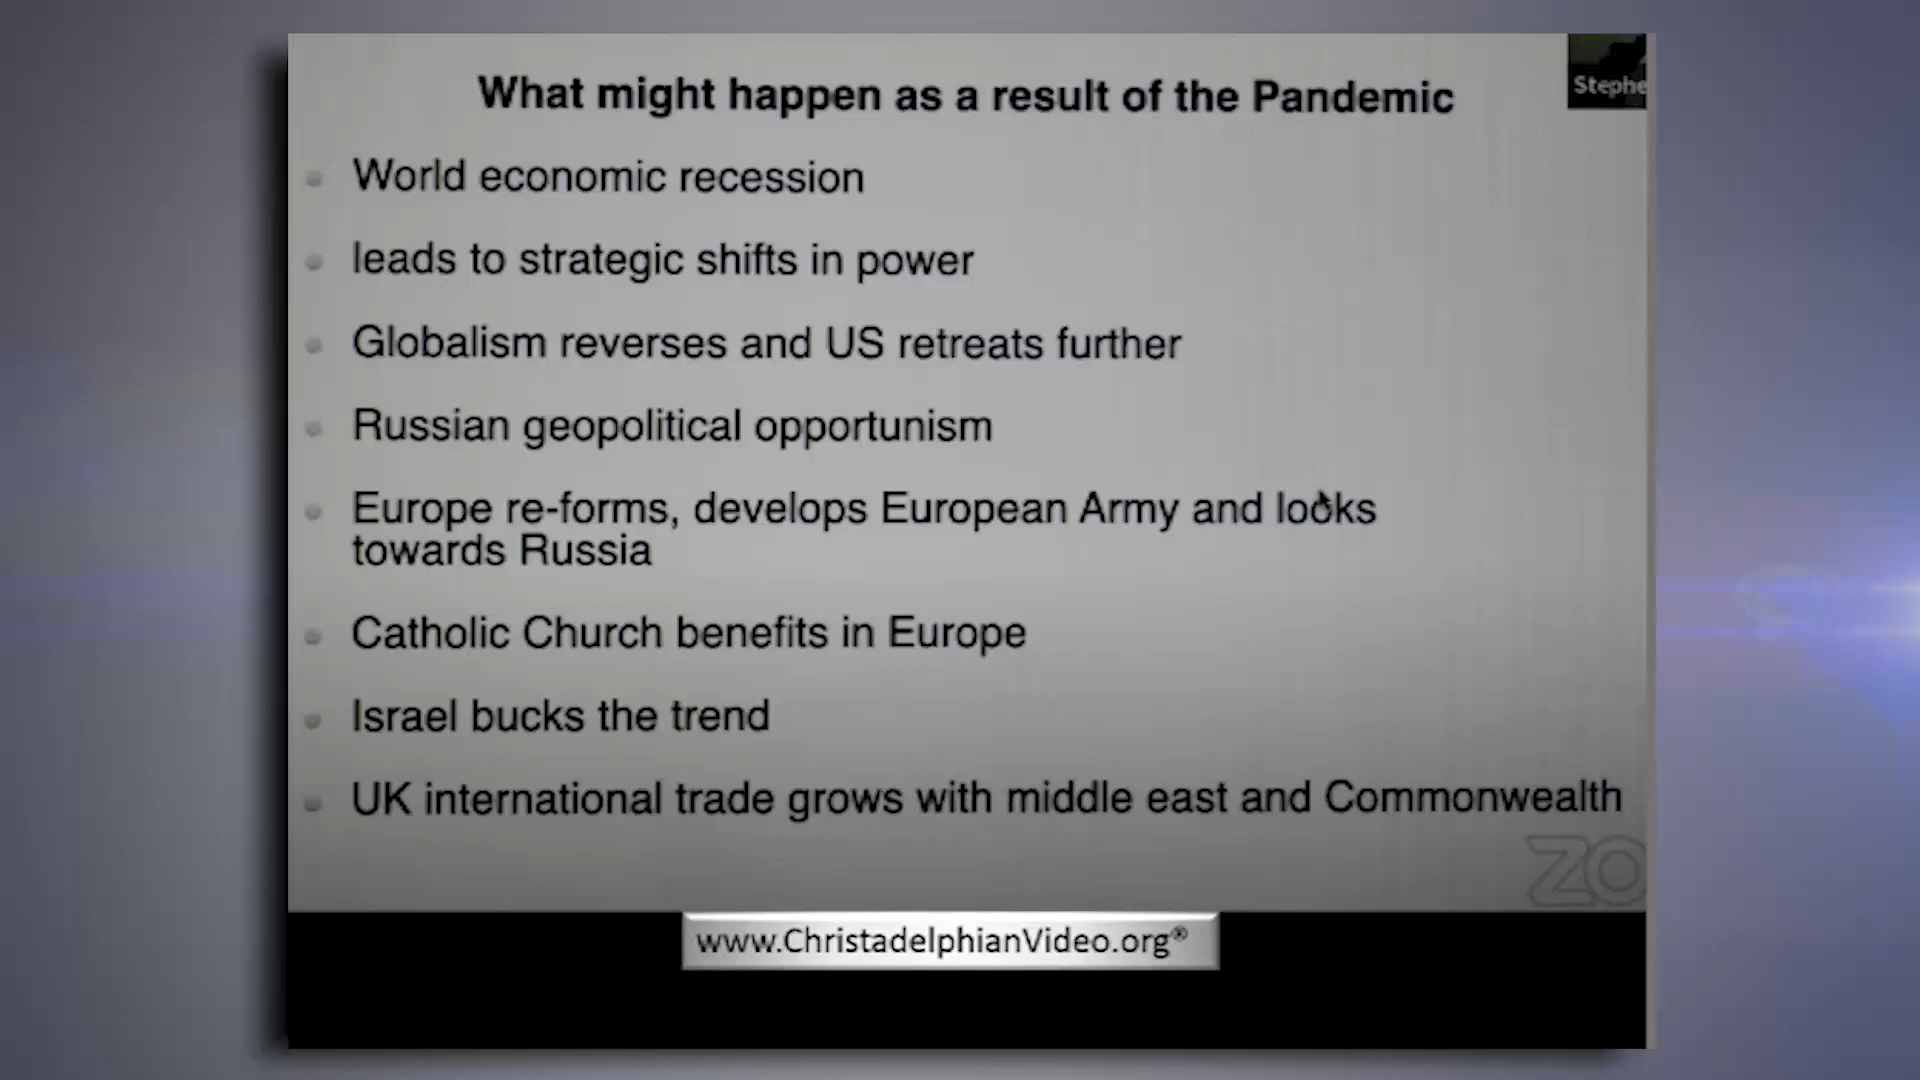 What might happen as a result of the Pandemic
Stephe
World economic recession
leads to strategic shifts in power
Globalism reverses and US retreats further
Russian geopolitical opportunism
Europe re-forms, develops European Army and looks
towards Russia
Catholic Church benefits in Europe
Israel bucks the trend
UK international trade grows with middle east and Commonwealth
ZO
www.ChristadelphianVideo.org®